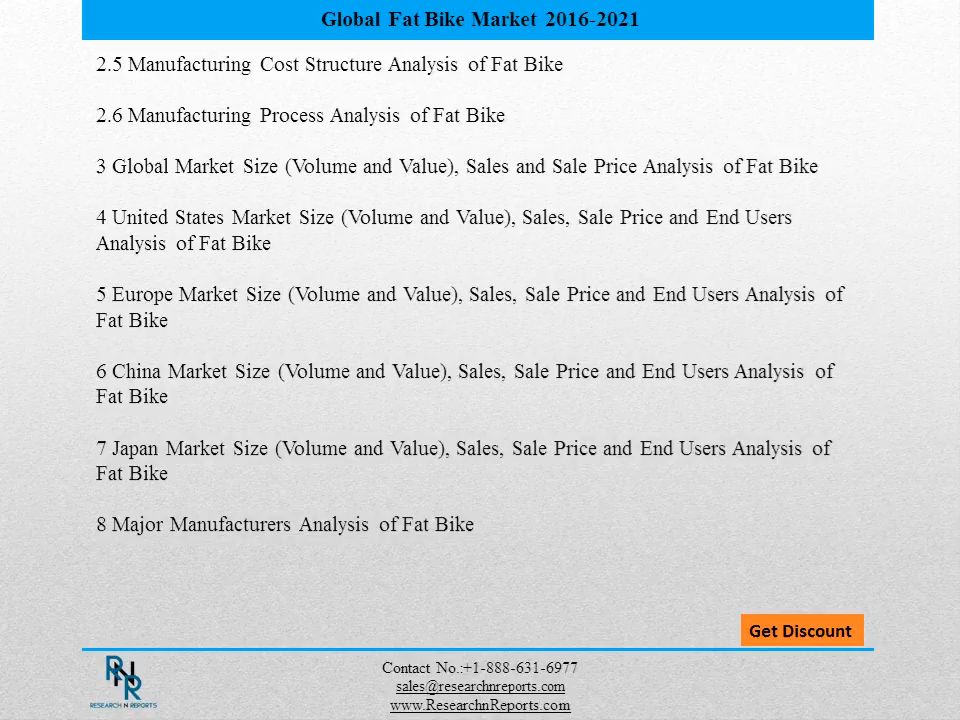 Global Fat Bike Market 2016-2021
2.5 Manufacturing Cost Structure Analysis of Fat Bike
2.6 Manufacturing Process Analysis of Fat Bike
3 Global Market Size (Volume and Value), Sales and Sale Price Analysis of Fat Bike
4 United States Market Size (Volume and Value), Sales, Sale Price and End Users
Analysis of Fat Bike
5 Europe Market Size (Volume and Value), Sales, Sale Price and End Users Analysis of
Fat Bike
6 China Market Size (Volume and Value), Sales, Sale Price and End Users Analysis of
Fat Bike
7 Japan Market Size (Volume and Value), Sales, Sale Price and End Users Analysis of
Fat Bike
8 Major Manufacturers Analysis of Fat Bike
Get Discount
RNR
RESEARCH N REPORTS
Contact No.:+1-888-631-6977
sales@researchnreports.com
www.ResearchnReports.com